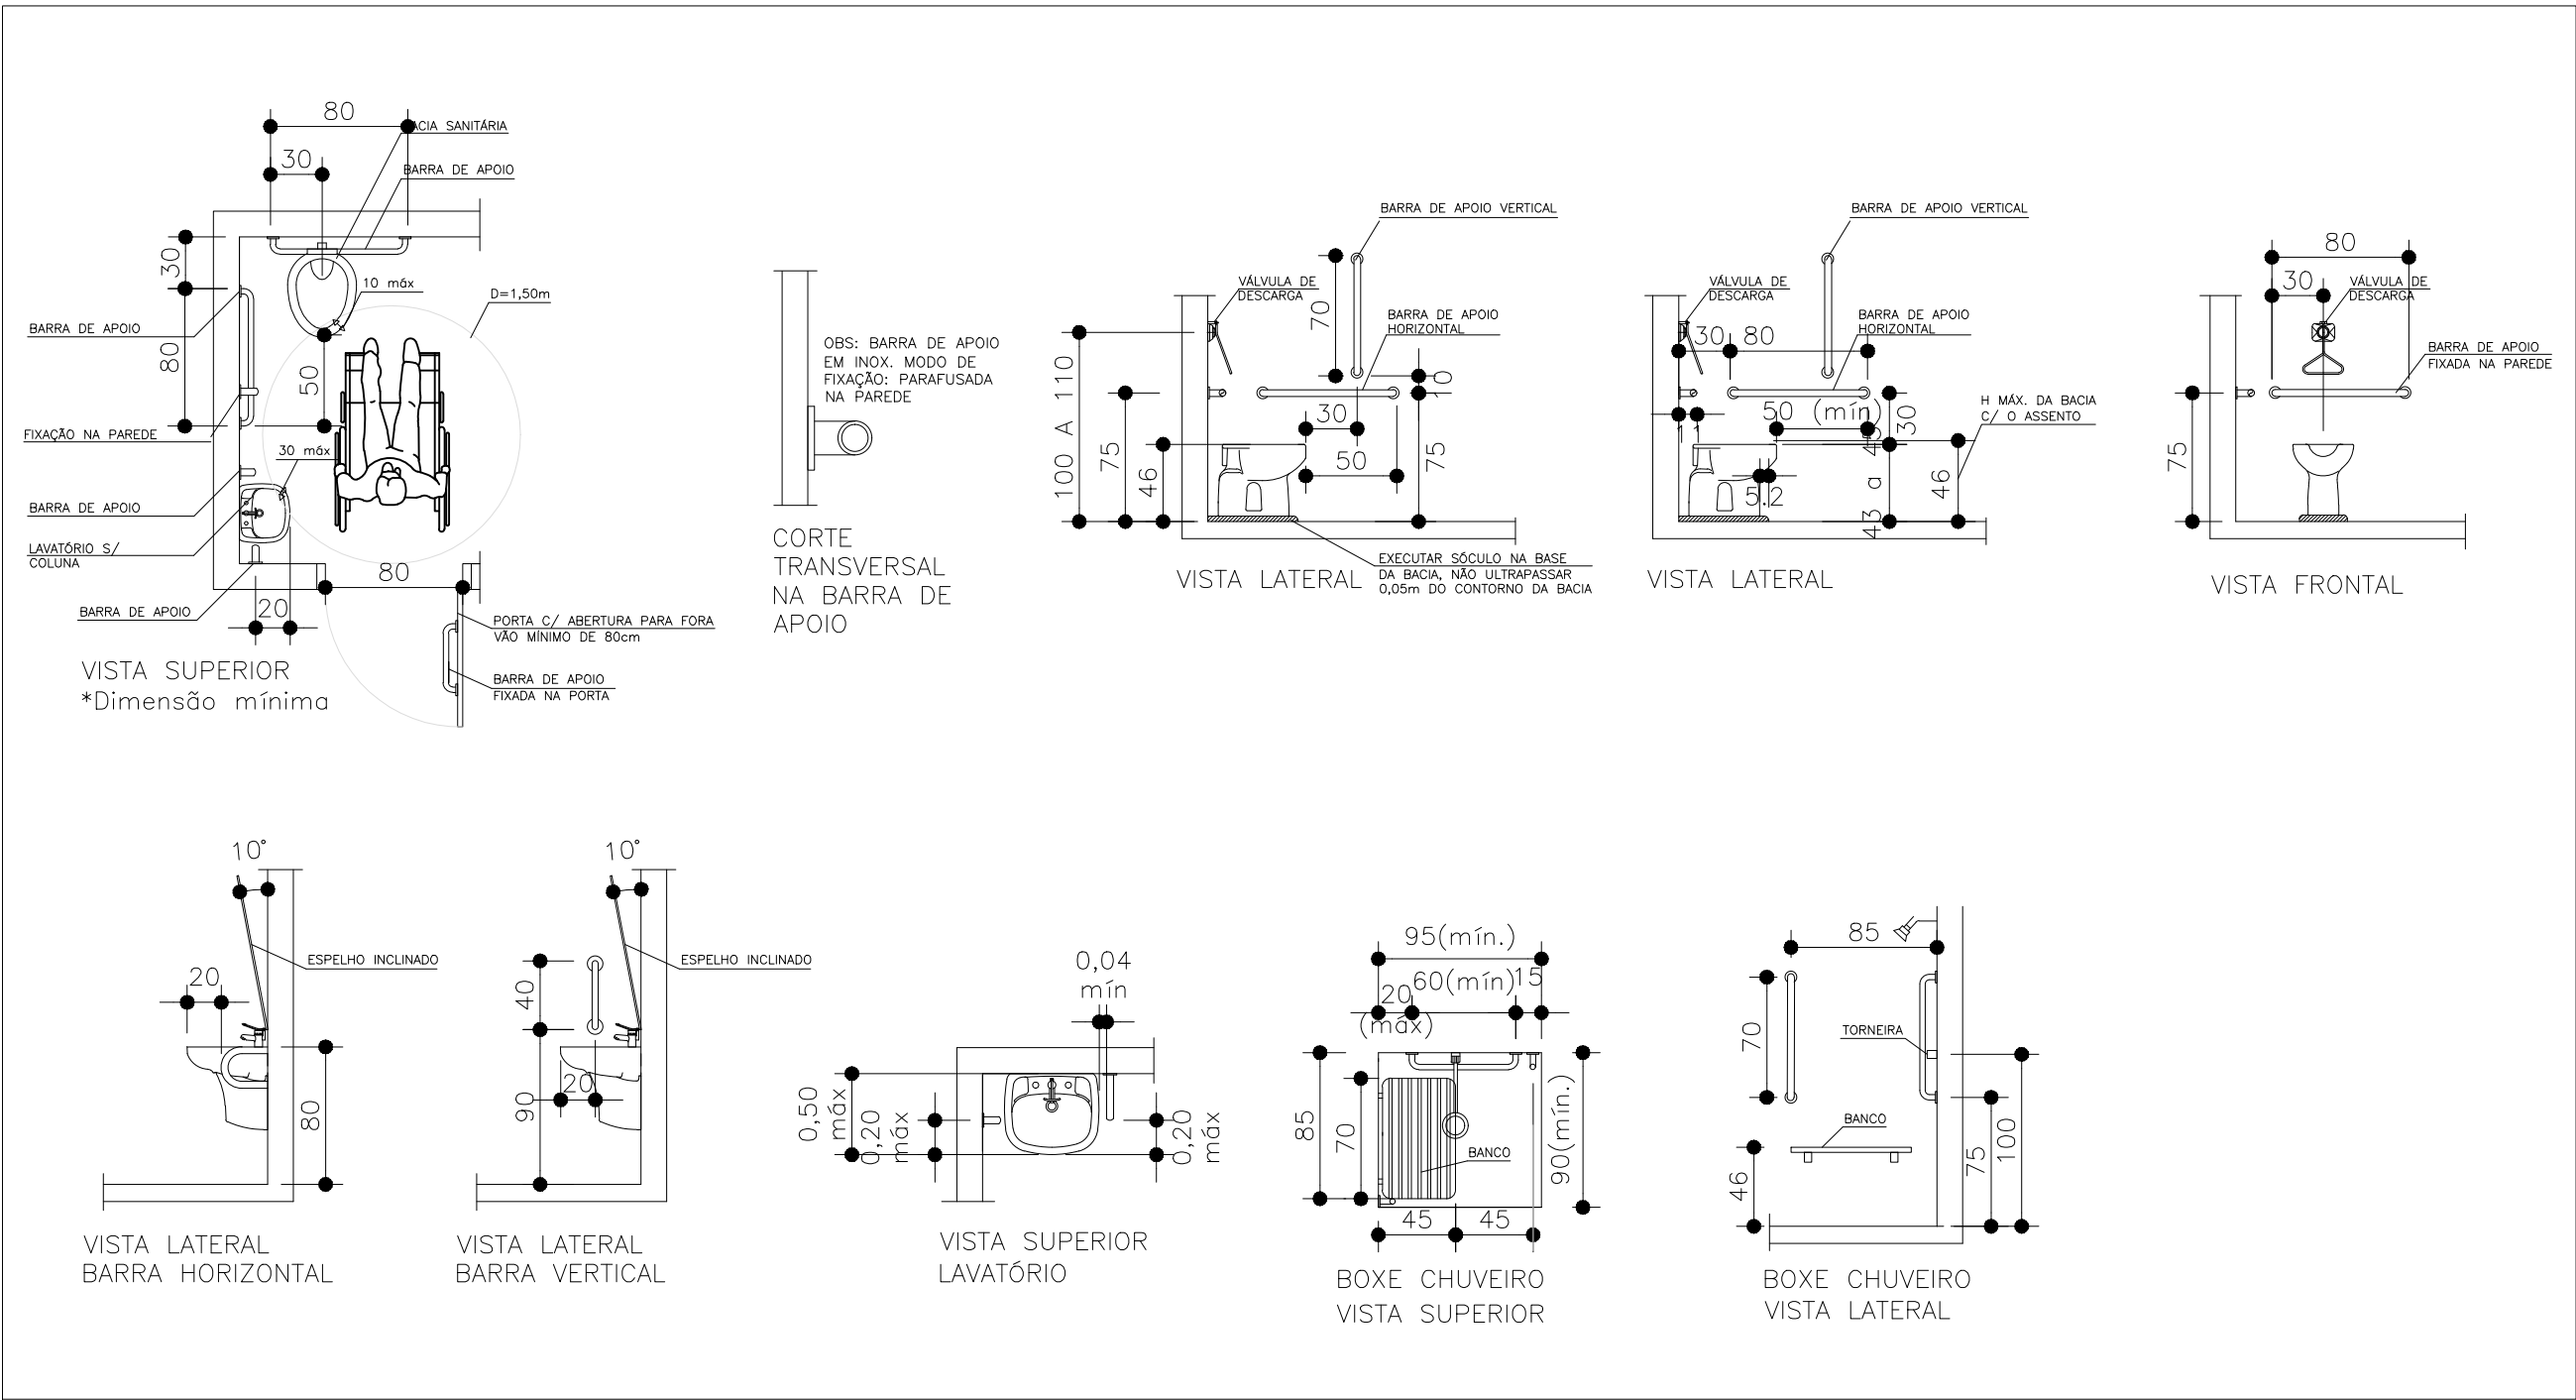 80
ACIA SANITÁRIA
30
BARRA DE APOIO
30
10 máx
D=1,50m
BARRA DE APOIO
80
50
FIXAÇÃO NA PAREDE
30 máx
BARRA DE APOIO
LAVATÓRIO S/
COLUNA
80
BARRA DE APOIO
20
PORTA C/ ABERTURA PARA FORA
VÃO MÍNIMO DE 80cm
BARRA DE APOIO
FIXADA NA PORTA
VISTA SUPERIOR
*Dimensão mínima
OBS: BARRA DE APOIO
EM INOX. MODO DE
FIXAÇÃO: PARAFUSADA
NA PAREDE
CORTE
TRANSVERSAL
NA BARRA DE
APOIO
BARRA DE APOIO VERTICAL
VÁLVULA DE
DESCARGA
70
BARRA DE APOIO
HORIZONTAL
100 A 110
75
46
30
50
75
EXECUTAR SÓCULO NA BASE
DA BACIA, NÃO ULTRAPASSAR
0,05m DO CONTORNO DA BACIA
VISTA LATERAL
BARRA DE APOIO VERTICAL
VÁLVULA DE
DESCARGA
BARRA DE APOIO
HORIZONTAL
30
80
50 (mín)
30
H MÁX. DA BACIA
C/ O ASSENTO
11
5.2
43 a 45
46
VISTA LATERAL
80
30
VÁLVULA DE
DESCARGA
BARRA DE APOIO
FIXADA NA PAREDE
75
VISTA FRONTAL
10°
ESPELHO INCLINADO
20
80
VISTA LATERAL
BARRA HORIZONTAL
10°
ESPELHO INCLINADO
40
20
90
VISTA LATERAL
BARRA VERTICAL
0,04
mín
0,50
máx
0,20
máx
0,20
máx
VISTA SUPERIOR
LAVATÓRIO
95(mín.)
60(mín)
15
20
(máx)
85
70
90(mín.)
BANCO
45
45
BOXE CHUVEIRO
VISTA SUPERIOR
85
70
TORNEIRA
BANCO
46
75
100
BOXE CHUVEIRO
VISTA LATERAL